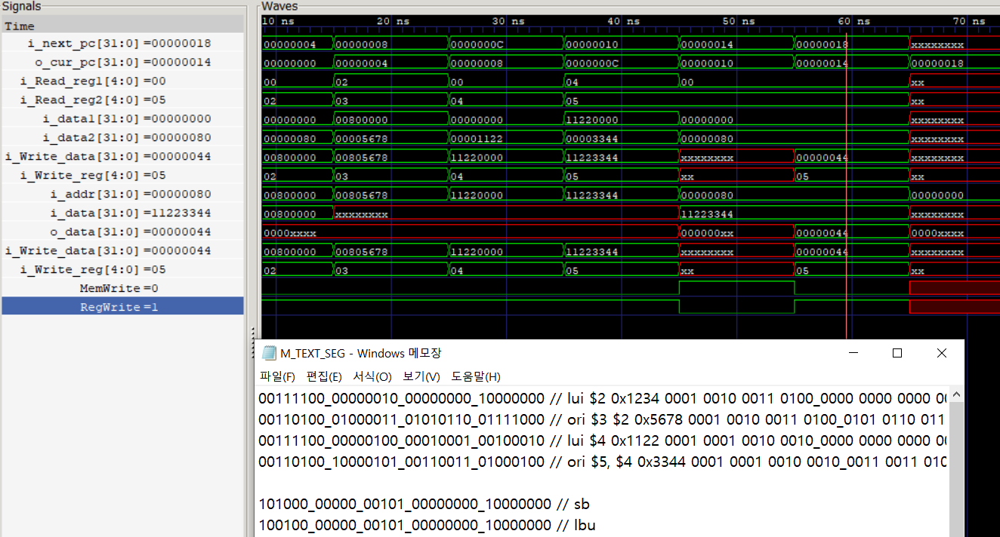 Signals
Waves
Time
10 ns 20 ns 30 ns 40 ns 50 ns 60 ns 70 ns
i_next_pc[31:0] =00000018 00000004 00000008 0000000C 00000010 00000014 00000018 xxxxxxxx
o_cur_pc[31:0] =00000014 00000000 00000004 00000008 0000000C 00000010 00000014 00000018
i_Read_reg1[4:0] =00 00 02 00 04 00 xx
i_Read_reg2[4:0] =05 02 03 04 05 xx
i_data1[31:0] =00000000 00000000 00800000 00000000 11220000 00000000 xxxxxxxx
i_data2[31:0] =00000080 00000080 00005678 00001122 00003344 00000080 xxxxxxxx
i_Write_data[31:0] =00000044 00800000 00805678 11220000 11223344 xxxxxxxx 00000044 xxxxxxxx
i_Write_reg[4:0] =05 02 03 04 05 xx 05 xx
i_addr[31:0] =00000080 00800000 00805678 11220000 11223344 00000080 00000000
i_data[31:0] =11223344 00800000 xxxxxxxx 11223344 xxxxxxxx
o_data[31:0] =00000044 0000xxxx 000000xx 00000044 0000xxxx
i_Write_data[31:0] =00000044 00800000 00805678 11220000 11223344 xxxxxxxx 00000044 xxxxxxxx
i_Write_reg[4:0] =05 02 03 04 05 xx 05 xx
MemWrite =0
RegWrite =1
M_TEXT_SEG - Windows 메모장
파일(F) 편집(E) 서식(O) 보기(V) 도움말(H)
00111100_00000010_00000000_10000000 // lui $2 0x1234 0001 0010 0011 0100_0000 0000 0000
00110100_01000011_01010110_01111000 // ori $3 $2 0x5678 0001 0010 0011 0100_0101 0110 011
00111100_00000100_00010001_00100010 // lui $4 0x1122 0001 0001 0010 0010_0000 0000 0000
00110100_10000101_00110011_01000100 // ori $5, $4 0x3344 0001 0001 0010 0010_0011 0011 010
101000_00000_00101_00000000_10000000 // sb
100100_00000_00101_00000000_10000000 // lbu